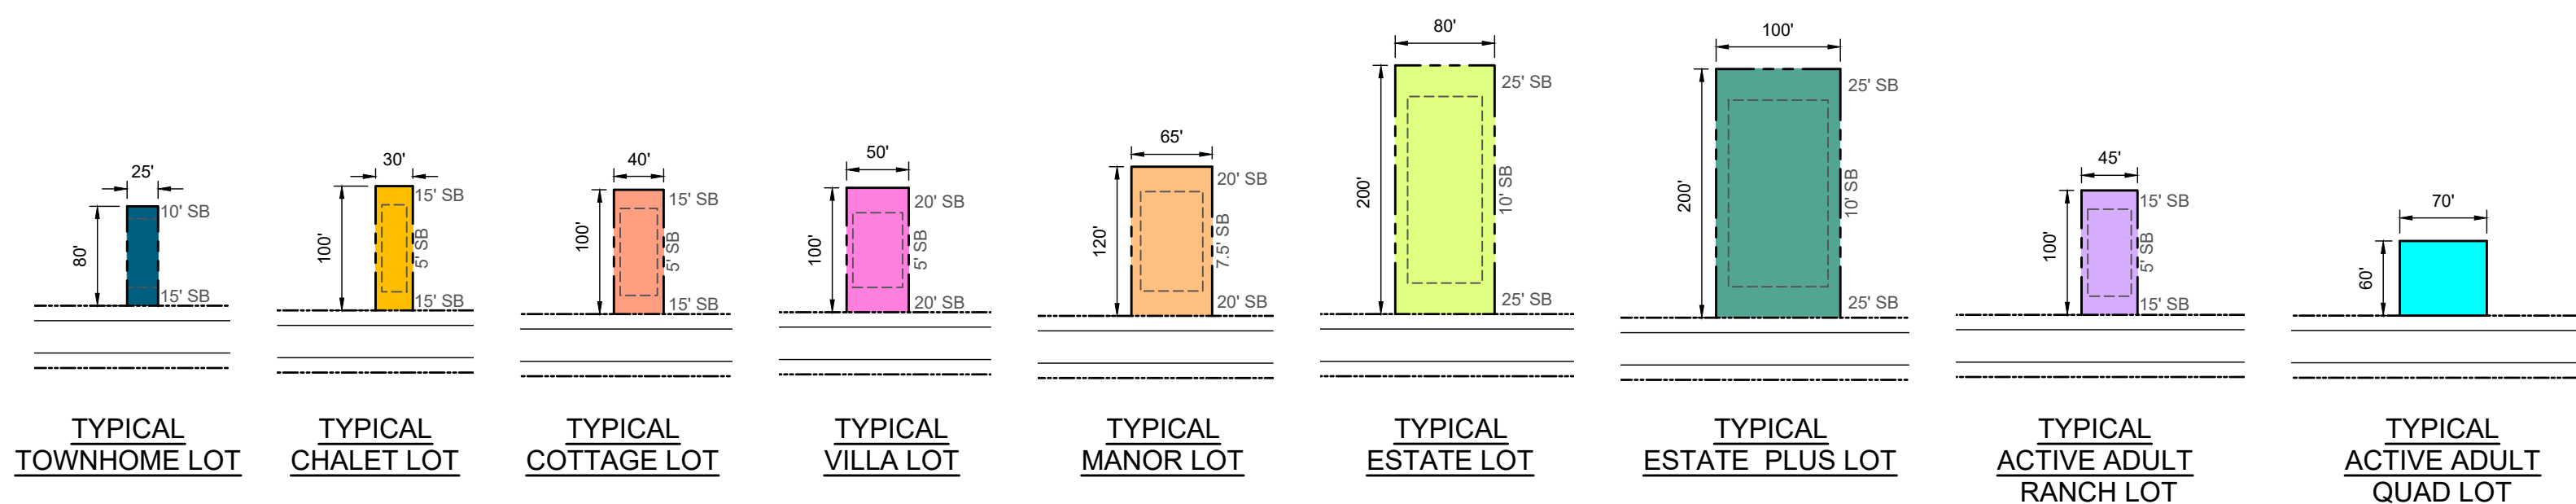 25'
80'
10' SB
15' SB
TYPICAL
TOWNHOME LOT
30'
100'
15' SB
5' SB
15' SB
TYPICAL
CHALET LOT
40'
100'
15' SB
5' SB
15' SB
TYPICAL
COTTAGE LOT
50'
100'
20' SB
5' SB
20' SB
TYPICAL
VILLA LOT
65'
120'
20' SB
7.5' SB
20' SB
TYPICAL
MANOR LOT
80'
200'
25' SB
10' SB
25' SB
TYPICAL
ESTATE LOT
100'
200'
25' SB
10' SB
25' SB
TYPICAL
ESTATE PLUS LOT
45'
100'
15' SB
5' SB
15' SB
TYPICAL
ACTIVE ADULT
RANCH LOT
70'
60'
TYPICAL
ACTIVE ADULT
QUAD LOT